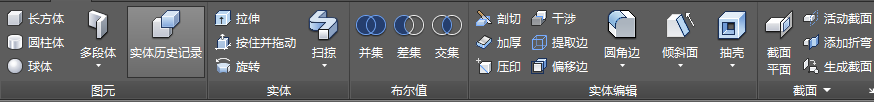 长方体
圆柱体
球体
多段体
实体历史记录
图元
拉伸
按住并拖动
旋转
扫掠
实体
并集
差集
交集
布尔值
剖切
加厚
压印
干涉
提取边
偏移边
圆角边
倾斜面
抽壳
实体编辑
截面
平面
活动截面
添加折弯
生成截面
截面